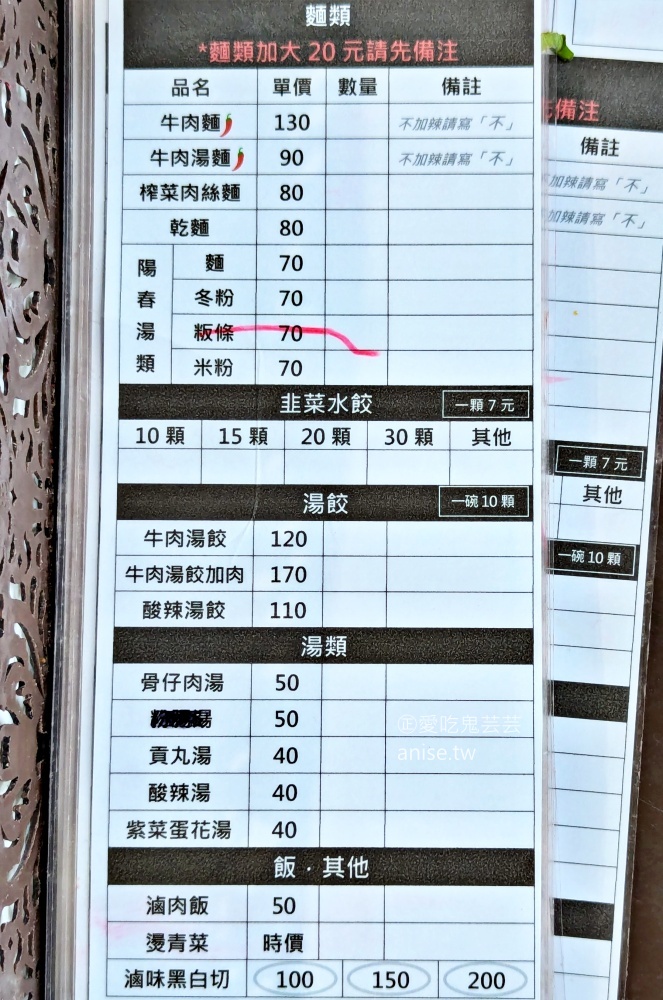 麵類
*麵類加大 20 元請先備注
品名 單價 數量 備註
牛肉麵 130 不加辣請寫「不」
牛肉湯麵 90 不加辣請寫「不」
榨菜肉絲麵 80
乾麵 80
陽春湯類
麵 70
冬粉 70
粄條 70
米粉 70
韭菜水餃 一顆 7 元
10 顆 15 顆 20 顆 30 顆 其他
湯餃 一碗 10 顆
牛肉湯餃 120
牛肉湯餃加肉 170
酸辣湯餃 110
湯類
骨仔肉湯 50
湯 50
貢丸湯 40
酸辣湯 40
紫菜蛋花湯 40
飯．其他
滷肉飯 50
燙青菜 時價
滷味黑白切 100 150 200
備注
備註
加辣請寫「不」
加辣請寫「不」
一顆 7 元
其他
一碗 10 顆
愛吃鬼芸芸
anise.tw